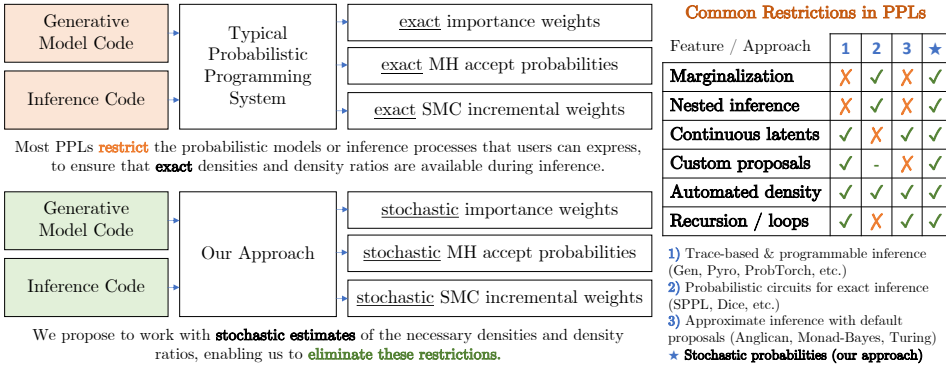 Generative
Model Code
Inference Code
Typical
Probabilistic
Programming
System
exact importance weights
exact MH accept probabilities
exact SMC incremental weights
Most PPLs restrict the probabilistic models or inference processes that users can express,
to ensure that exact densities and density ratios are available during inference.
Generative
Model Code
Inference Code
Our Approach
stochastic importance weights
stochastic MH accept probabilities
stochastic SMC incremental weights
We propose to work with stochastic estimates of the necessary densities and density
ratios, enabling us to eliminate these restrictions.
Common Restrictions in PPLs
Feature / Approach 1 2 3 ★
Marginalization ✗ ✓ ✗ ✓
Nested inference ✗ ✓ ✗ ✓
Continuous latents ✓ ✗ ✓ ✓
Custom proposals ✓ - ✗ ✓
Automated density ✓ ✓ ✓ ✓
Recursion / loops ✓ ✗ ✓ ✓
1) Trace-based & programmable inference
(Gen, Pyro, ProbTorch, etc.)
2) Probabilistic circuits for exact inference
(SPPL, Dice, etc.)
3) Approximate inference with default
proposals (Anglican, Monad-Bayes, Turing)
★ Stochastic probabilities (our approach)